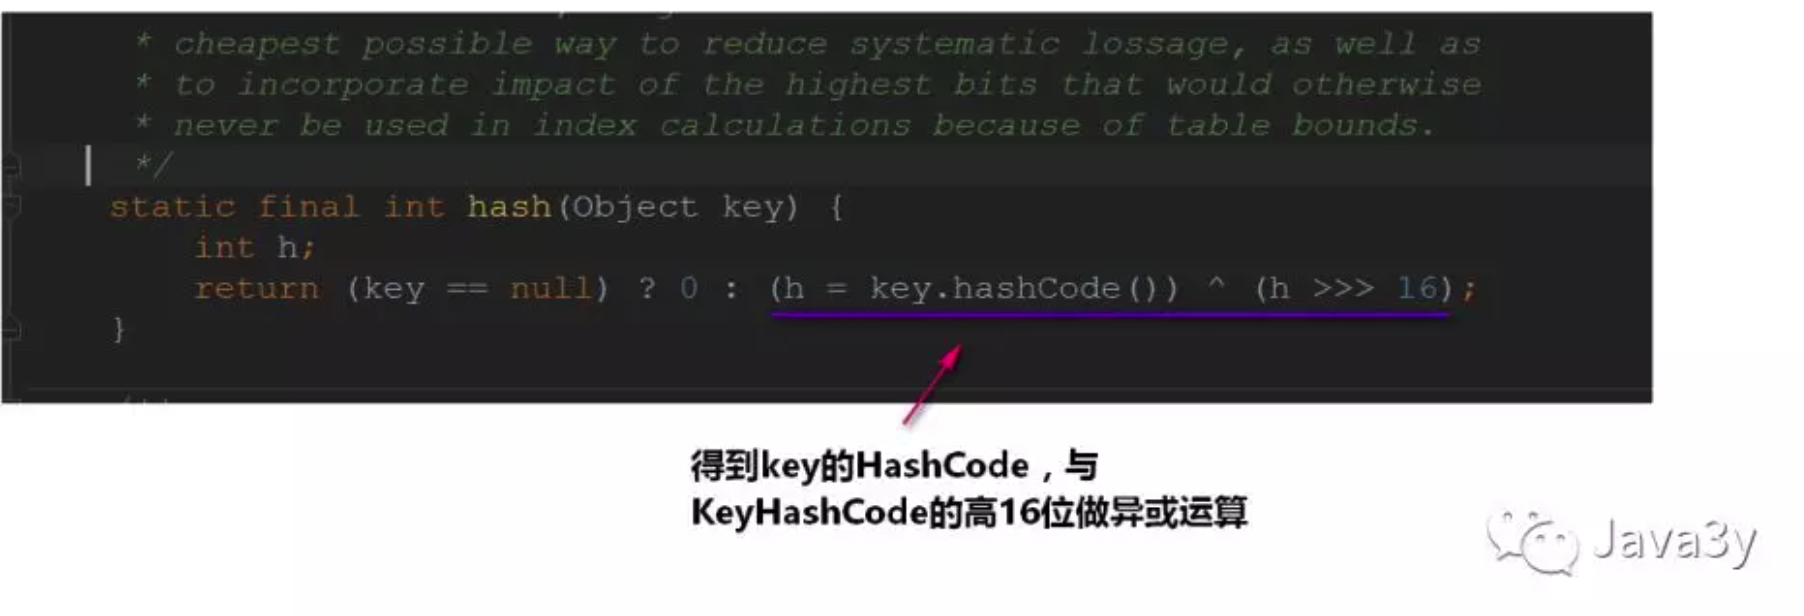 * cheapest possible way to reduce systematic lossage, as well as
* to incorporate impact of the highest bits that would otherwise
* never be used in index calculations because of table bounds.
*/
static final int hash(Object key) {
int h;
return (key == null) ? 0 : (h = key.hashCode()) ^ (h >>> 16);
}
得到key的HashCode，与
KeyHashCode的高16位做异或运算
Java3y